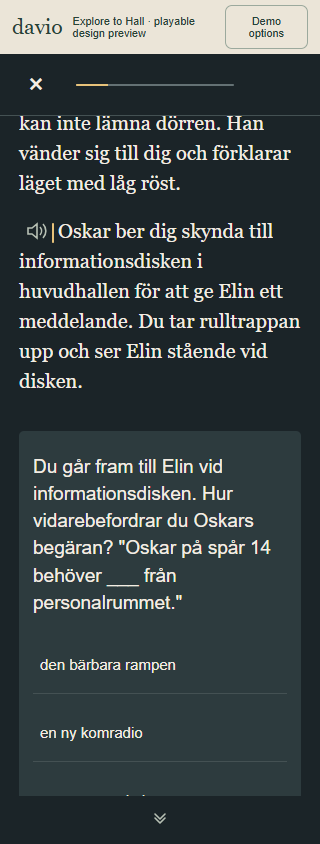 davio
Explore to Hall · playable
design preview
Demo
options
kan inte lämna dörren. Han
vänder sig till dig och förklarar
läget med låg röst.
Oskar ber dig skynda till
informationsdisken i
huvudhallen för att ge Elin ett
meddelande. Du tar rulltrappan
upp och ser Elin stående vid
disken.
Du går fram till Elin vid
informationsdisken. Hur
vidarebefordrar du Oskars
begäran? "Oskar på spår 14
behöver ___ från
personalrummet."
den bärbara rampen
en ny komradio